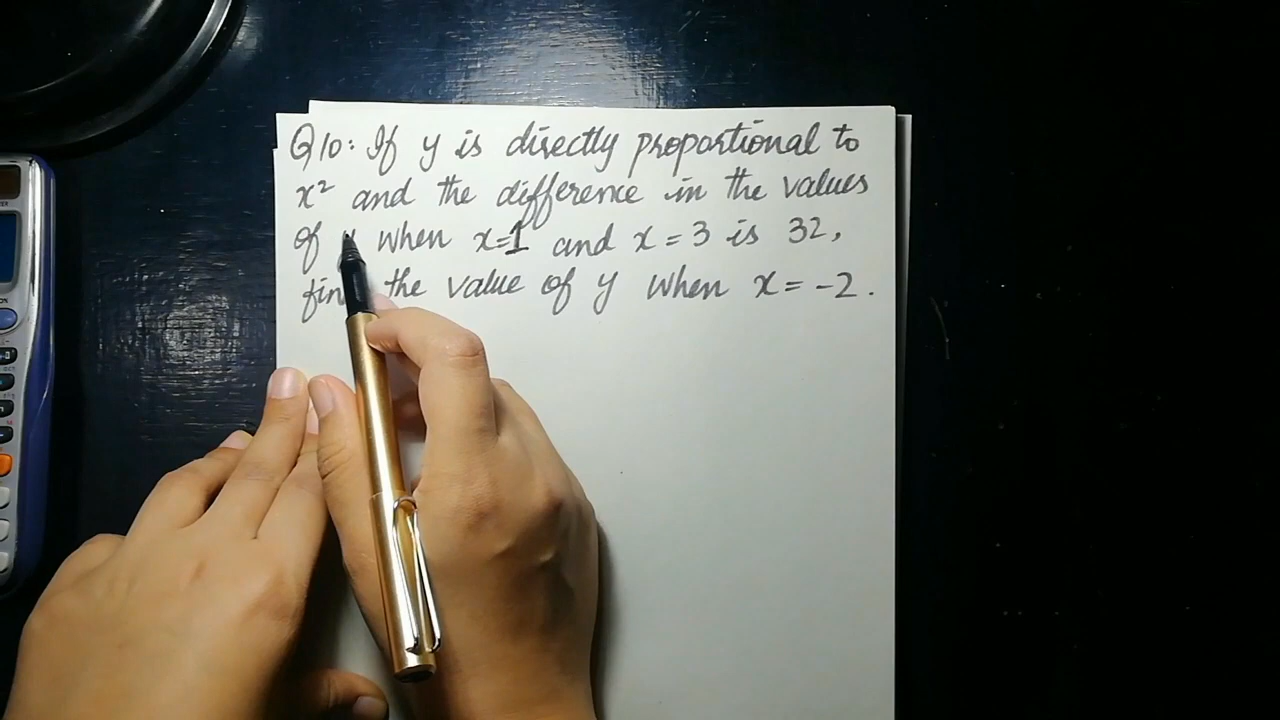 Q10: If y is directly proportional to
x² and the difference in the values
of when x=1 and x = 3 is 32,
the value of y when x = -2.